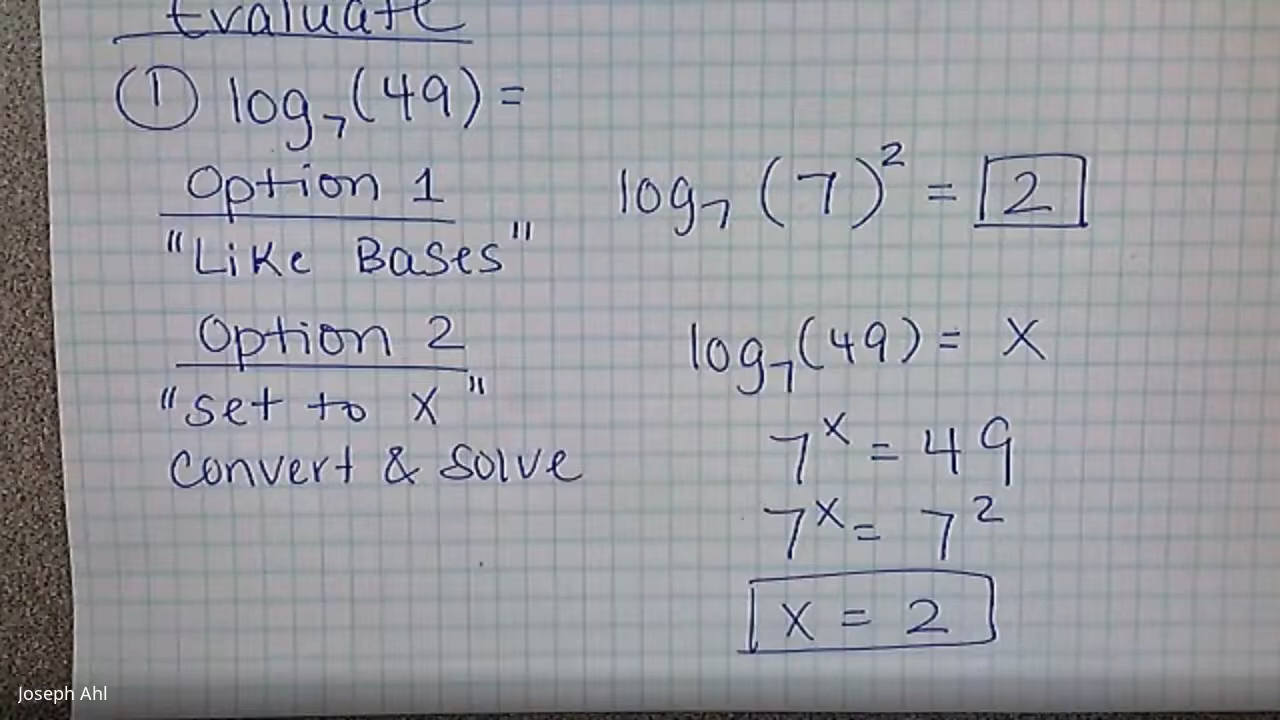 Evaluate
① log₇(49) =
Option 1
"Like Bases"
log₇(7)² = 2
Option 2
"set to X"
convert & solve
log₇(49) = X
7ˣ = 49
7ˣ = 7²
X = 2
Joseph Ahl